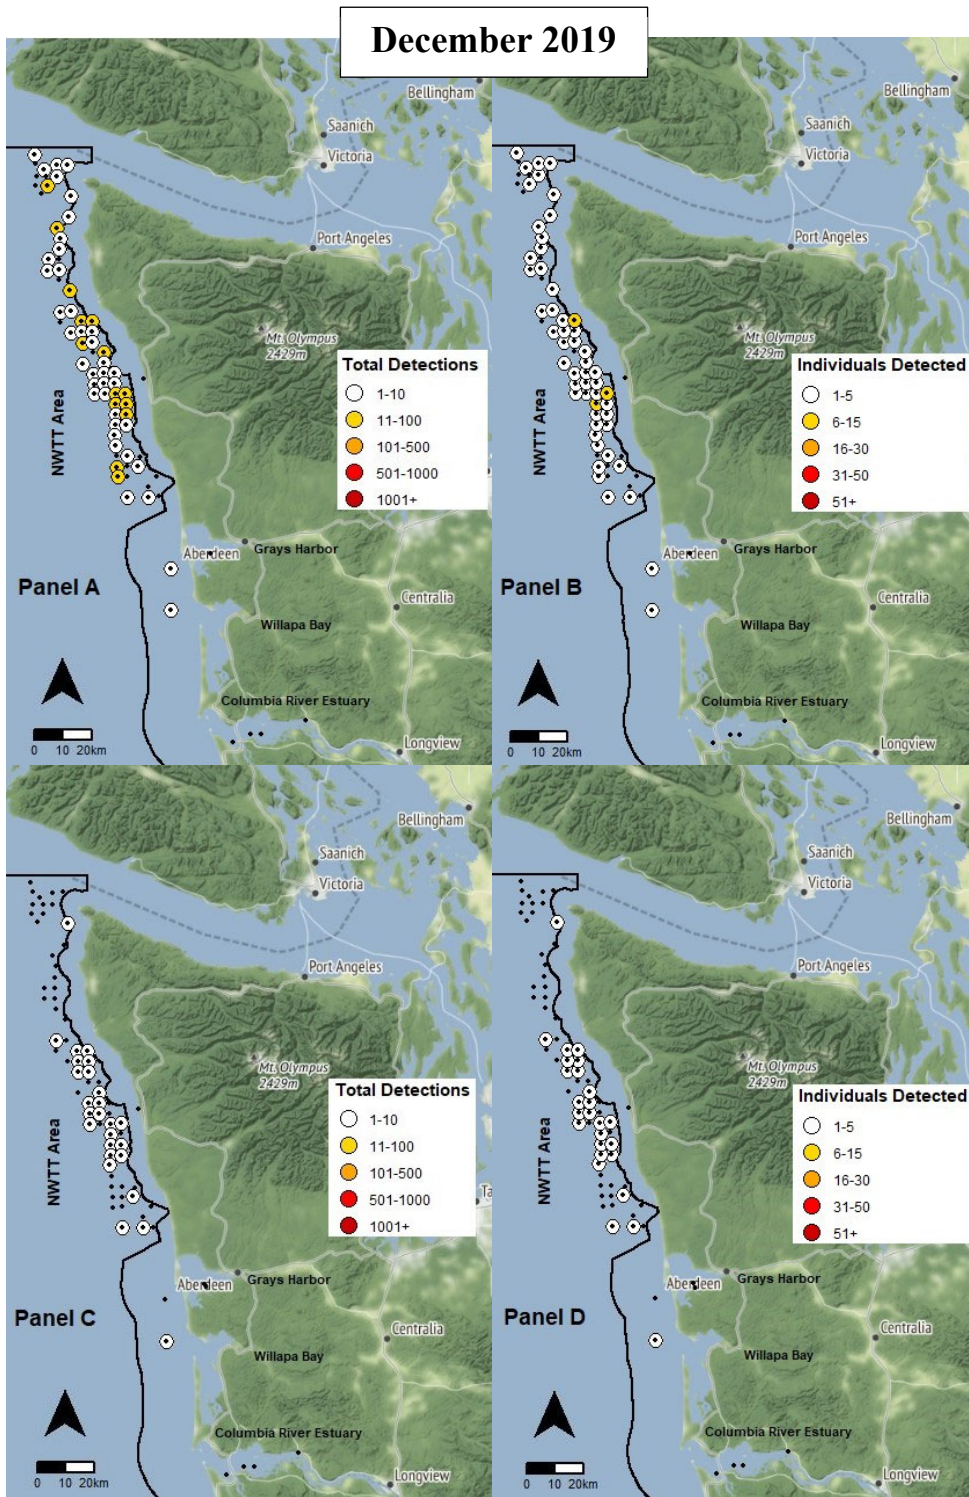 December 2019
Bellingham
Saanich
Victoria
Port Angeles
Mt. Olympus
2429m
Total Detections
1-10
11-100
101-500
501-1000
1001+
NWTT Area
Aberdeen
Grays Harbor
Panel A
Centralia
Willapa Bay
Columbia River Estuary
0 10 20km
Longview
Bellingham
Saanich
Victoria
Port Angeles
Mt. Olympus
2429m
Individuals Detected
1-5
6-15
16-30
31-50
51+
NWTT Area
Aberdeen
Grays Harbor
Panel B
Centralia
Willapa Bay
Columbia River Estuary
0 10 20km
Longview
Bellingham
Saanich
Victoria
Port Angeles
Mt. Olympus
2429m
Total Detections
1-10
11-100
101-500
501-1000
1001+
NWTT Area
Ta
Aberdeen
Grays Harbor
Panel C
Centralia
Willapa Bay
Columbia River Estuary
0 10 20km
Longview
Bellingham
Saanich
Victoria
Port Angeles
Mt. Olympus
2429m
Individuals Detected
1-5
6-15
16-30
31-50
51+
NWTT Area
Aberdeen
Grays Harbor
Panel D
Centralia
Willapa Bay
Columbia River Estuary
0 10 20km
Longview